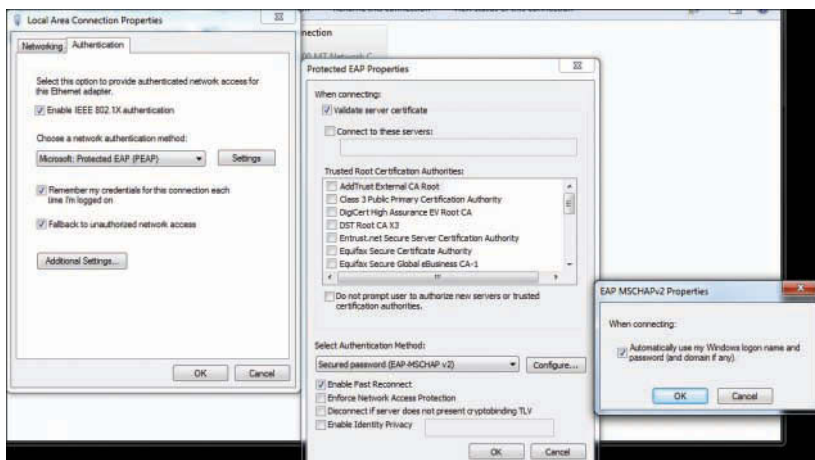 Local Area Connection Properties
Networking
Authentication
Select this option to provide authenticated network access for
this Ethernet adapter.
Enable IEEE 802.1X authentication
Choose a network authentication method:
Microsoft: Protected EAP (PEAP)
Settings
Remember my credentials for this connection each
time I'm logged on
Fallback to unauthorized network access
Additional Settings...
OK
Cancel
nection
Protected EAP Properties
When connecting:
Validate server certificate
Connect to these servers:
Trusted Root Certification Authorities:
AddTrust External CA Root
Class 3 Public Primary Certification Authority
DigiCert High Assurance EV Root CA
DST Root CA X3
Entrust.net Secure Server Certification Authority
Equifax Secure Certificate Authority
Equifax Secure Global eBusiness CA-1
Do not prompt user to authorize new servers or trusted
certification authorities.
Select Authentication Method:
Secured password (EAP-MSCHAP v2)
Configure...
Enable Fast Reconnect
Enforce Network Access Protection
Disconnect if server does not present cryptobinding TLV
Enable Identity Privacy
OK
Cancel
EAP MSCHAPv2 Properties
When connecting:
Automatically use my Windows logon name and
password (and domain if any).
OK
Cancel